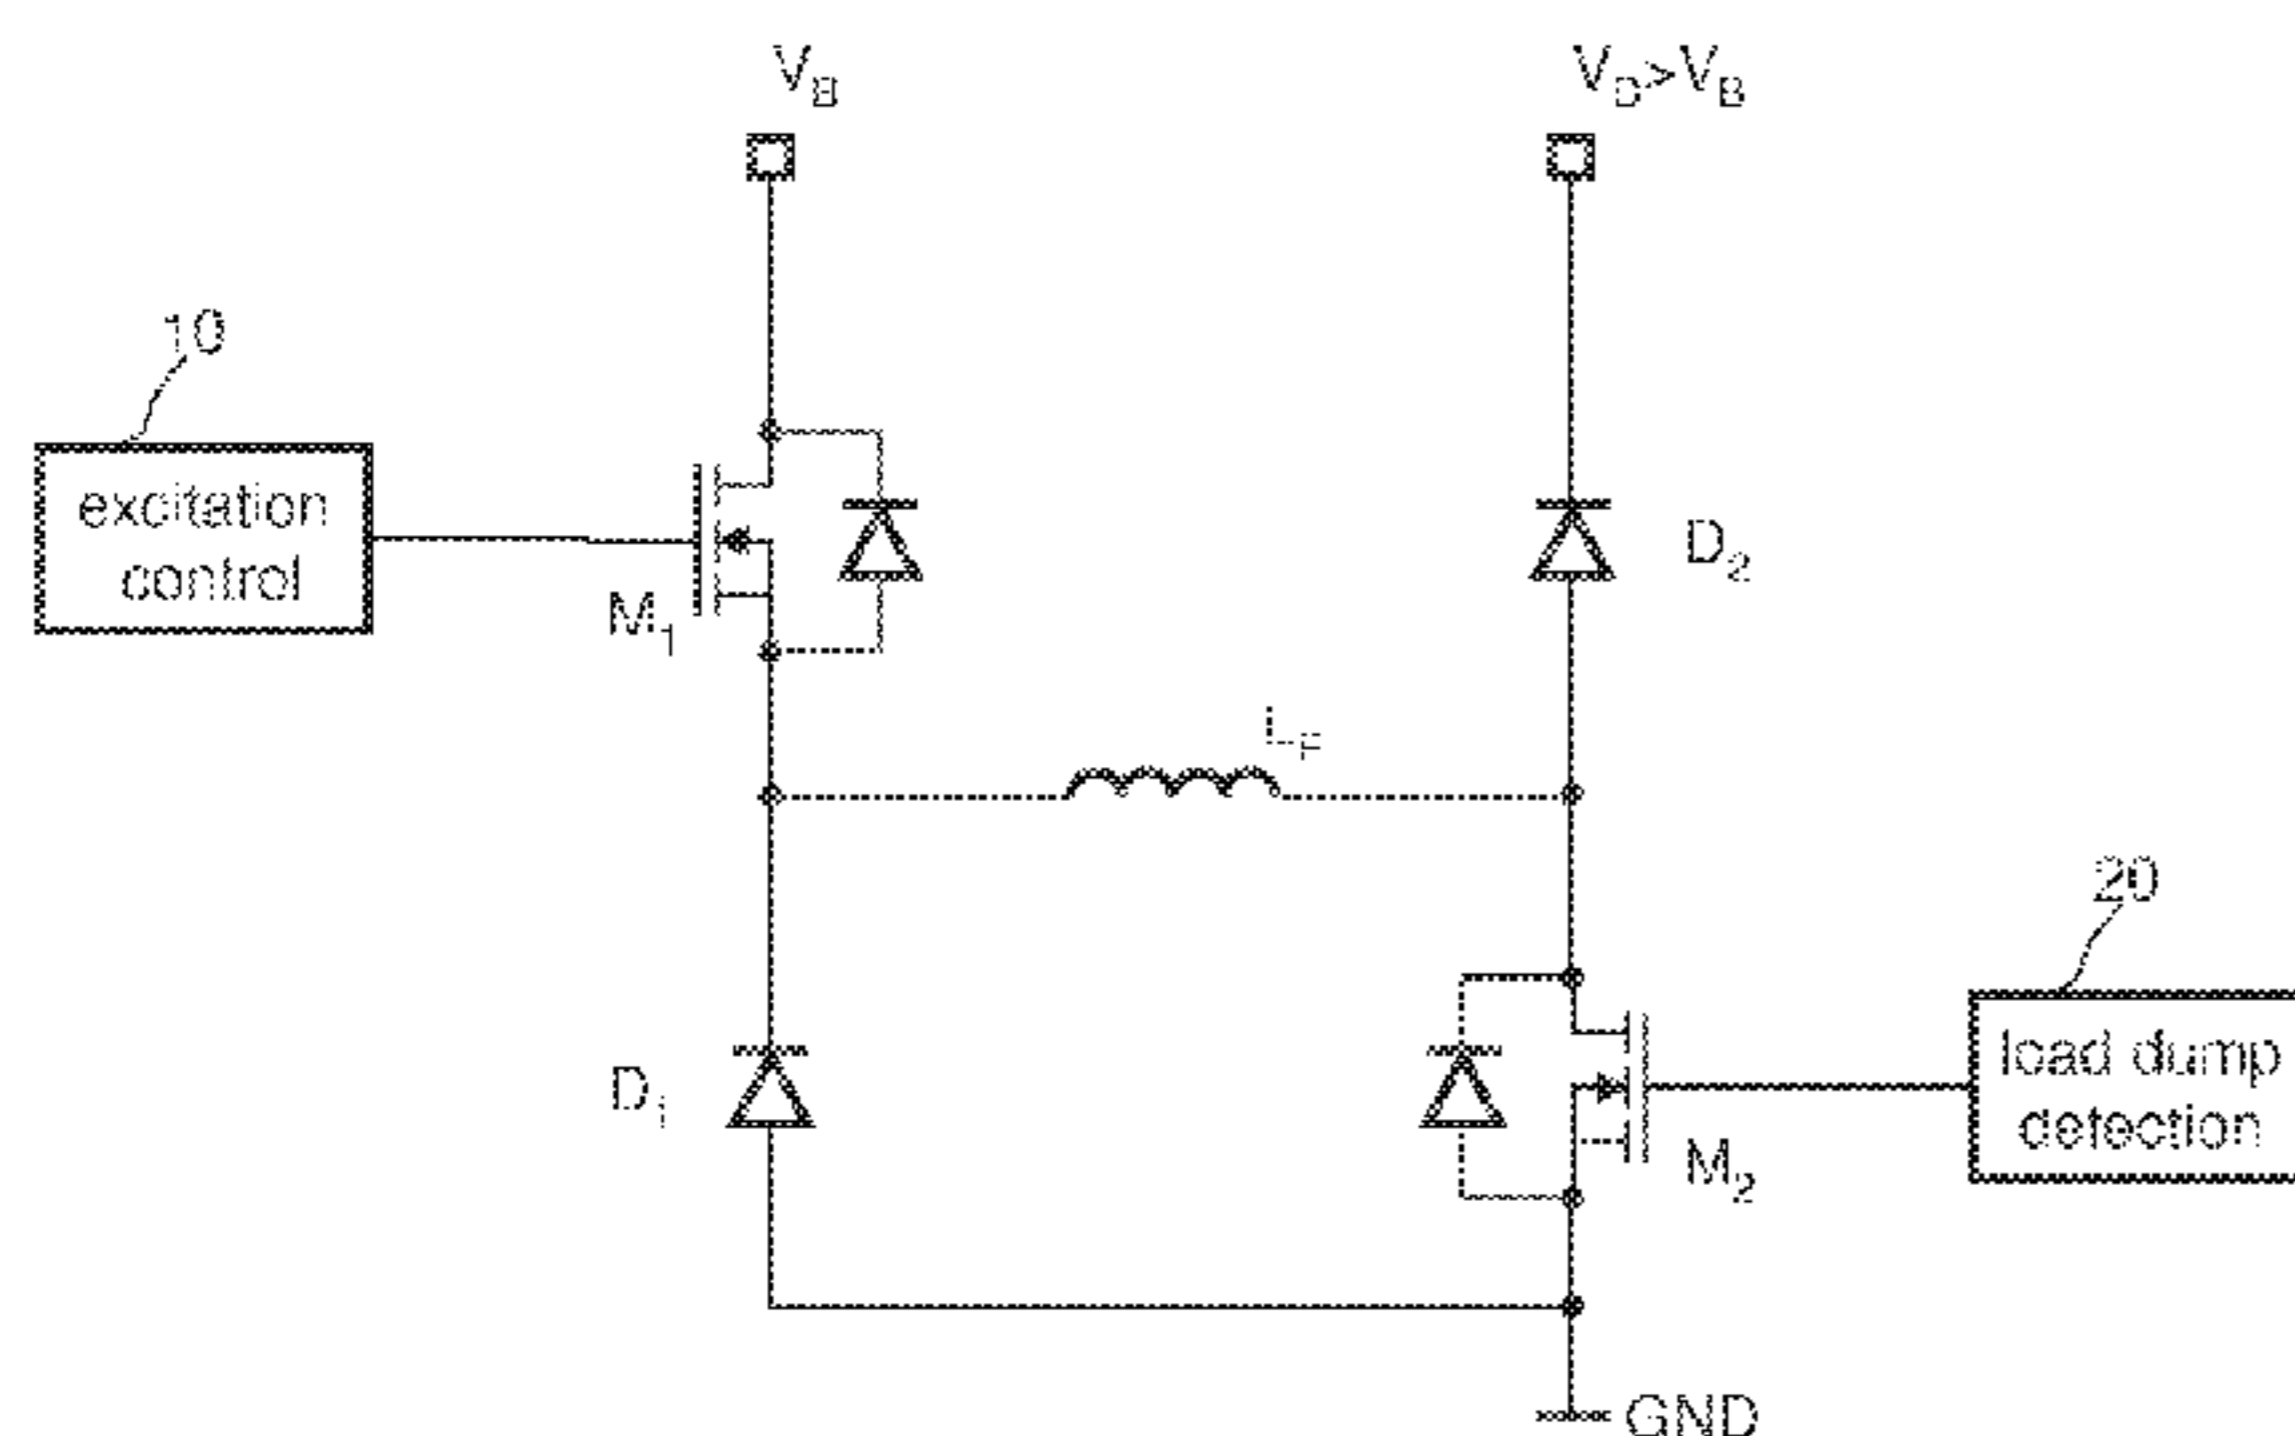 V_B
V_D>V_B
10
excitation
control
M_1
D_2
L_F
20
load dump
detection
D_1
M_2
GND